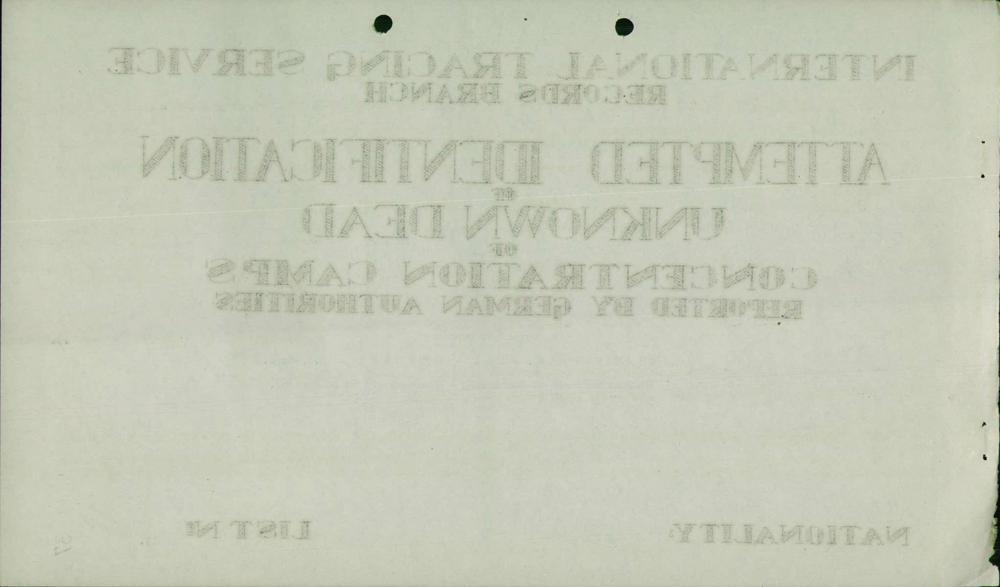 INTERNATIONAL TRACING SERVICE
RECORDS BRANCH
ATTEMPTED IDENTIFICATION
OF
UNKNOWN DEAD
OF
CONCENTRATION CAMPS
REPORTED BY GERMAN AUTHORITIES
NATIONALITY: LIST Nº